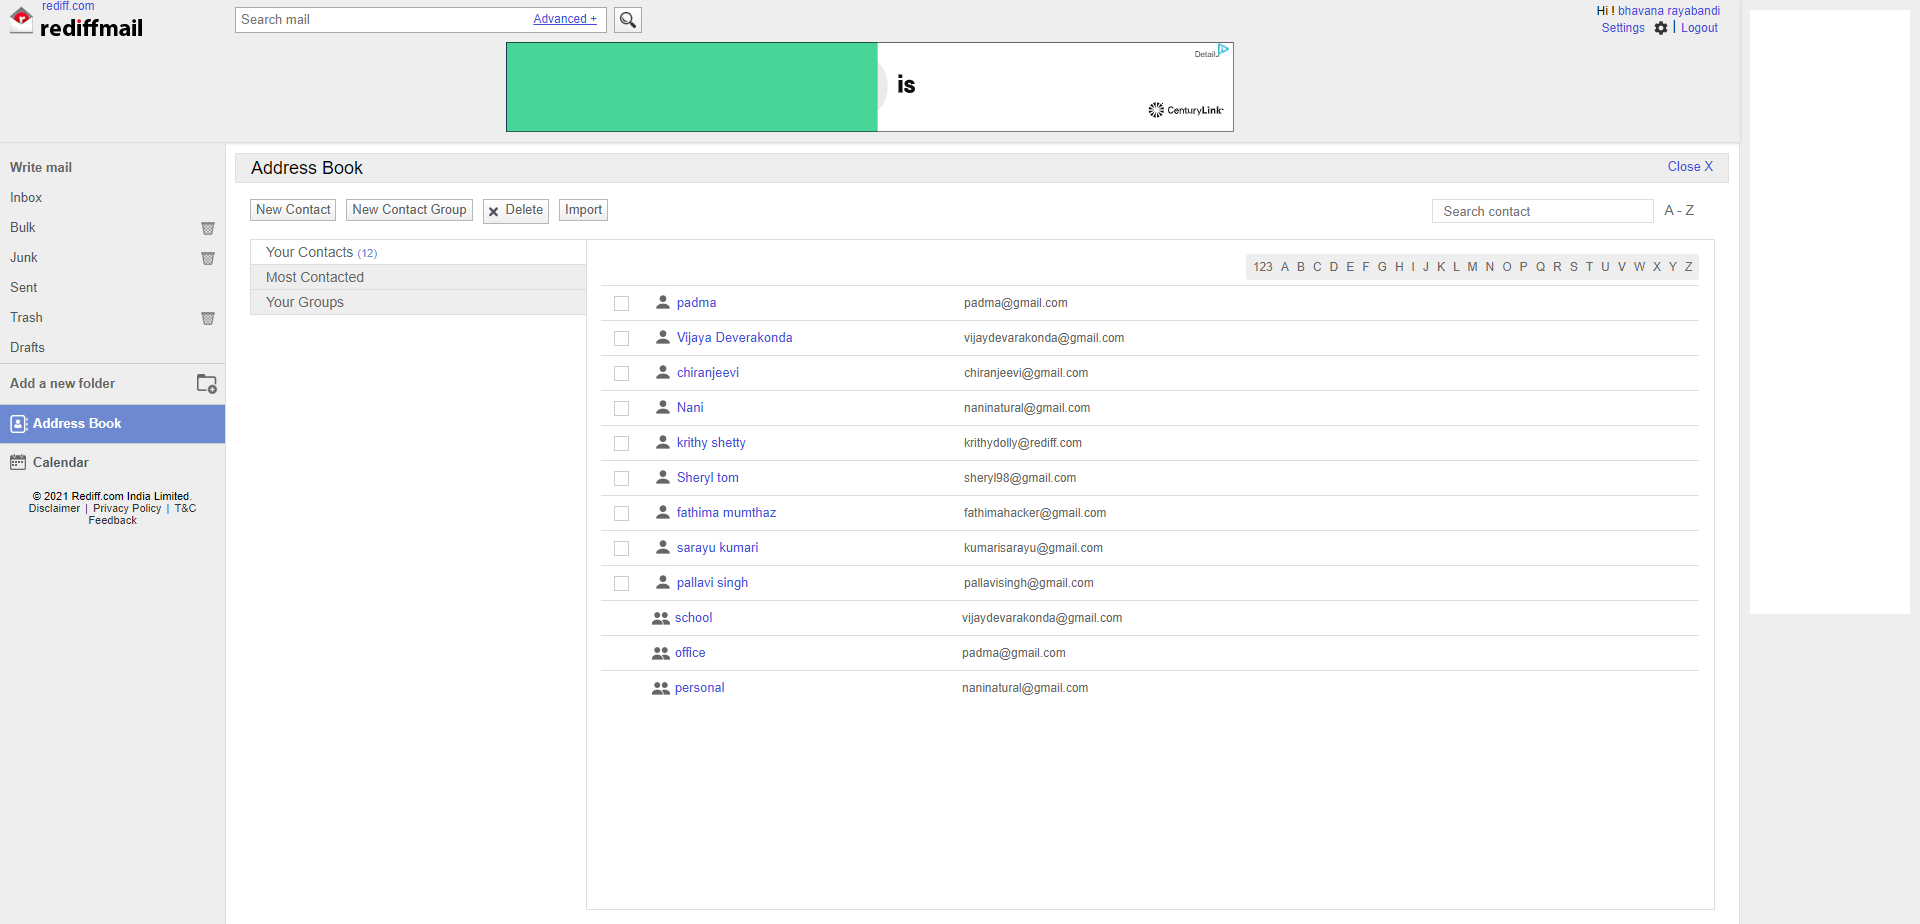 rediff.com
rediffmail
Search mail
Advanced +
Hi ! bhavana rayabandi
Settings | Logout
Detail
is
CenturyLink
Write mail
Inbox
Bulk
Junk
Sent
Trash
Drafts
Add a new folder
Address Book
Calendar
© 2021 Rediff.com India Limited.
Disclaimer | Privacy Policy | T&C
Feedback
Address Book
Close X
New Contact
New Contact Group
Delete
Import
Search contact
A - Z
Your Contacts (12)
Most Contacted
Your Groups
123 A B C D E F G H I J K L M N O P Q R S T U V W X Y Z
padma padma@gmail.com
Vijaya Deverakonda vijaydevarakonda@gmail.com
chiranjeevi chiranjeevi@gmail.com
Nani naninatural@gmail.com
krithy shetty krithydolly@rediff.com
Sheryl tom sheryl98@gmail.com
fathima mumthaz fathimahacker@gmail.com
sarayu kumari kumarisarayu@gmail.com
pallavi singh pallavisingh@gmail.com
school vijaydevarakonda@gmail.com
office padma@gmail.com
personal naninatural@gmail.com